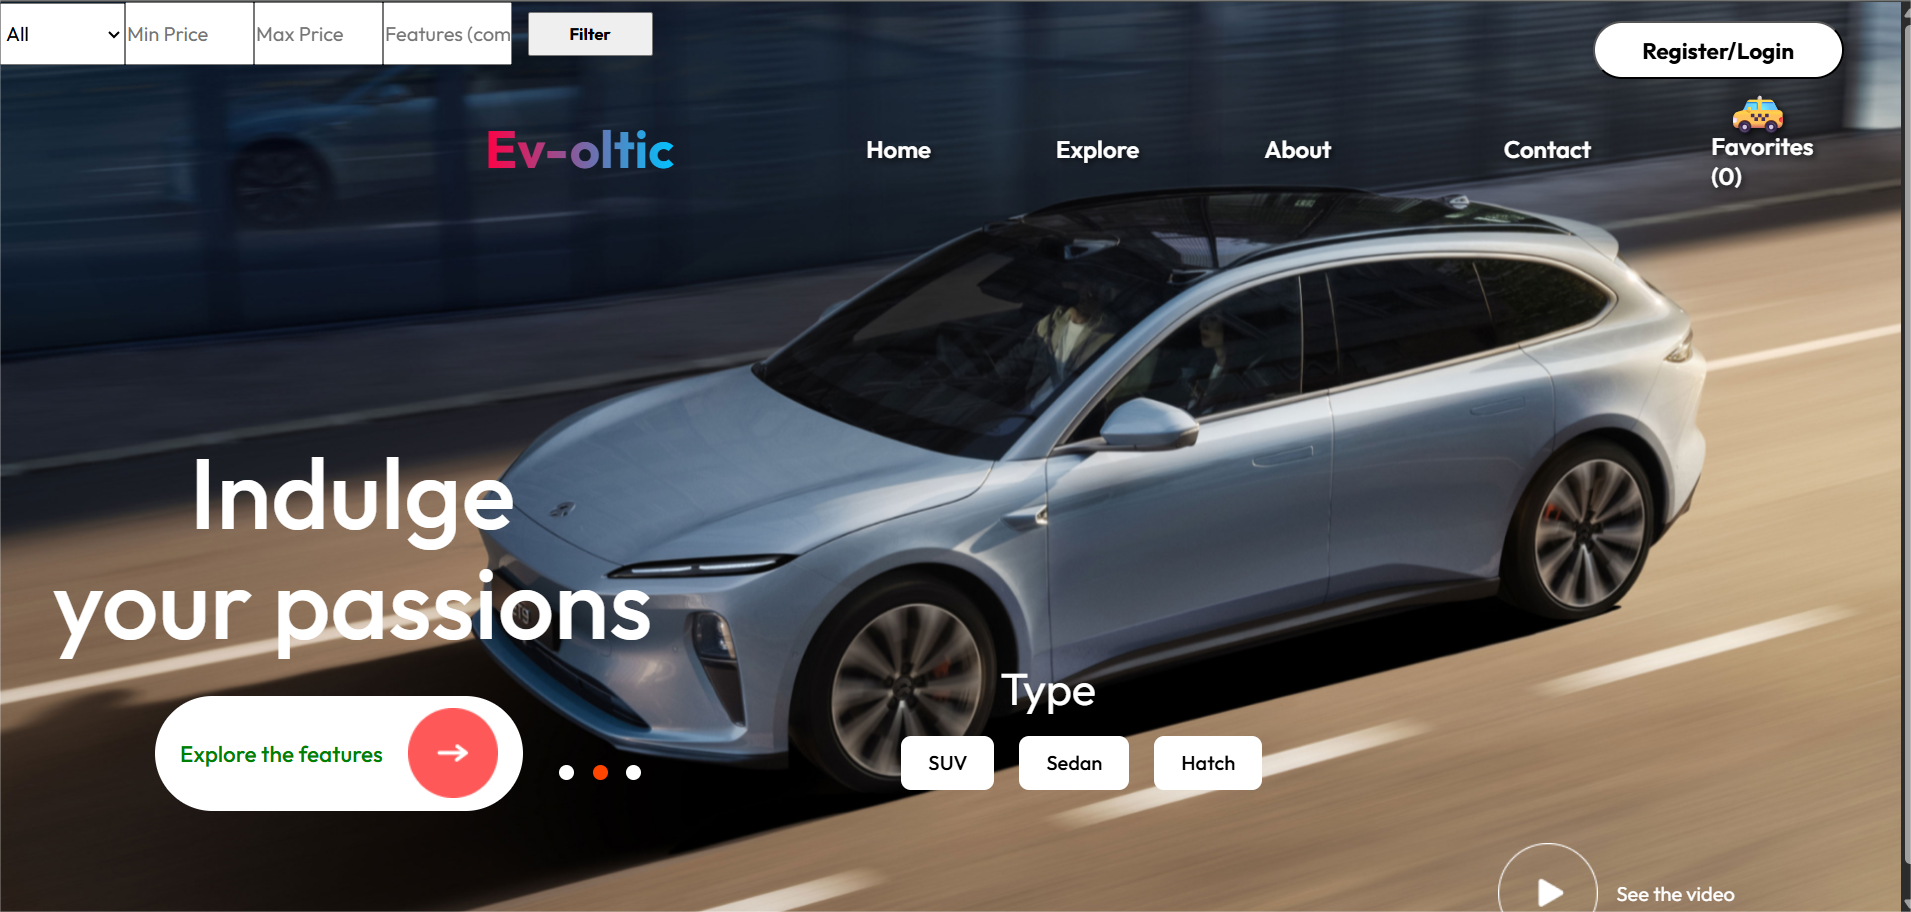 All
Min Price
Max Price
Features (com
Filter
Register/Login
Ev-oltic
Home
Explore
About
Contact
Favorites
(0)
Indulge
your passions
Explore the features
Type
SUV
Sedan
Hatch
See the video